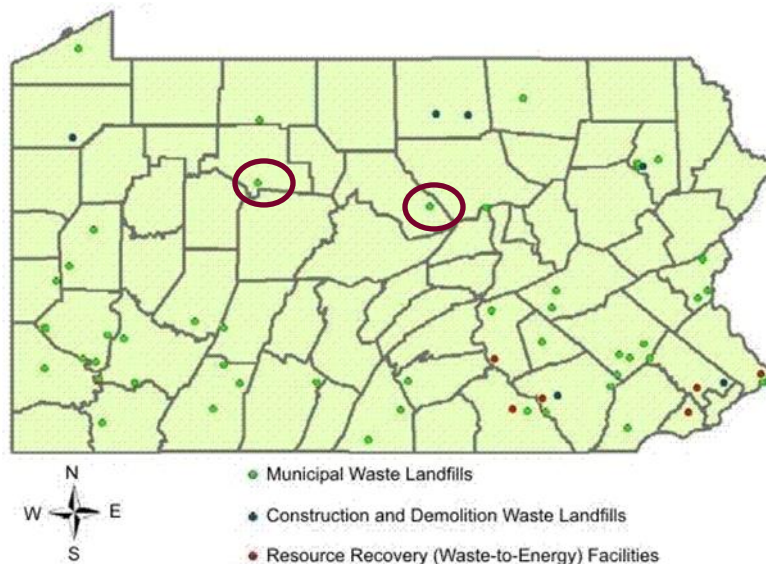 N
W E
S
Municipal Waste Landfills
Construction and Demolition Waste Landfills
Resource Recovery (Waste-to-Energy) Facilities